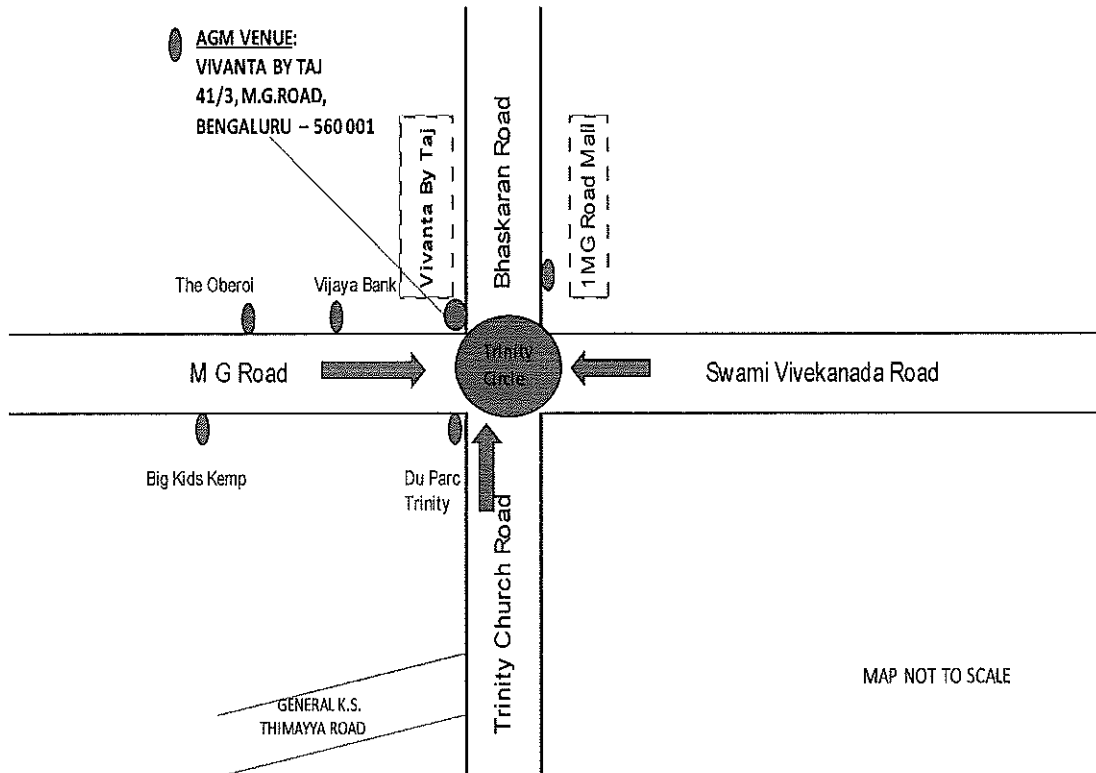 AGM VENUE:
VIVANTA BY TAJ
41/3, M.G.ROAD,
BENGALURU – 560 001
Vivanta By Taj
Bhaskaran Road
1MG Road Mall
The Oberoi
Vijaya Bank
M G Road
Trinity
Circle
Swami Vivekanada Road
Big Kids Kemp
Du Parc
Trinity
Trinity Church Road
GENERAL K.S.
THIMAYYA ROAD
MAP NOT TO SCALE